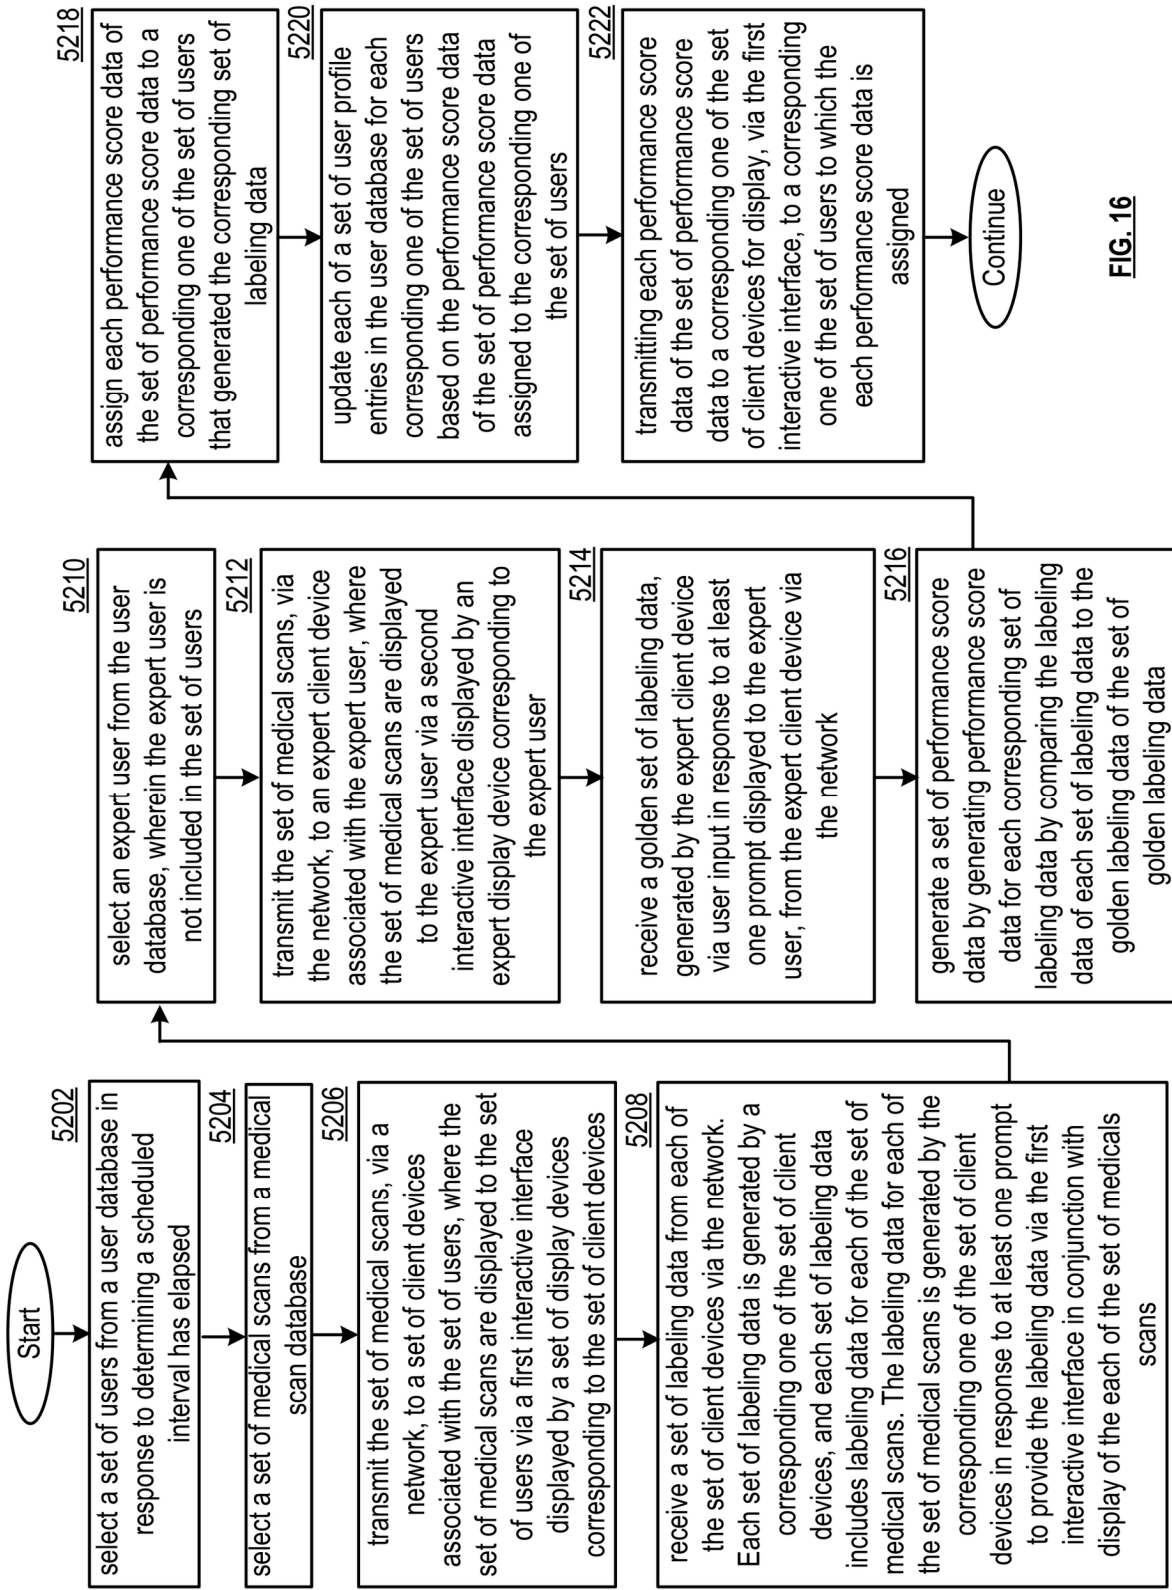 Start
5202
select a set of users from a user database in
response to determining a scheduled
interval has elapsed
5204
select a set of medical scans from a medical
scan database
5206
transmit the set of medical scans, via a
network, to a set of client devices
associated with the set of users, where the
set of medical scans are displayed to the set
of users via a first interactive interface
displayed by a set of display devices
corresponding to the set of client devices
5208
receive a set of labeling data from each of
the set of client devices via the network.
Each set of labeling data is generated by a
corresponding one of the set of client
devices, and each set of labeling data
includes labeling data for each of the set of
medical scans. The labeling data for each of
the set of medical scans is generated by the
corresponding one of the set of client
devices in response to at least one prompt
to provide the labeling data via the first
interactive interface in conjunction with
display of the each of the set of medicals
scans
5210
select an expert user from the user
database, wherein the expert user is
not included in the set of users
5212
transmit the set of medical scans, via
the network, to an expert client device
associated with the expert user, where
the set of medical scans are displayed
to the expert user via a second
interactive interface displayed by an
expert display device corresponding to
the expert user
5214
receive a golden set of labeling data,
generated by the expert client device
via user input in response to at least
one prompt displayed to the expert
user, from the expert client device via
the network
5216
generate a set of performance score
data by generating performance score
data for each corresponding set of
labeling data by comparing the labeling
data of each set of labeling data to the
golden labeling data of the set of
golden labeling data
5218
assign each performance score data of
the set of performance score data to a
corresponding one of the set of users
that generated the corresponding set of
labeling data
5220
update each of a set of user profile
entries in the user database for each
corresponding one of the set of users
based on the performance score data
of the set of performance score data
assigned to the corresponding one of
the set of users
5222
transmitting each performance score
data of the set of performance score
data to a corresponding one of the set
of client devices for display, via the first
interactive interface, to a corresponding
one of the set of users to which the
each performance score data is
assigned
Continue
FIG. 16